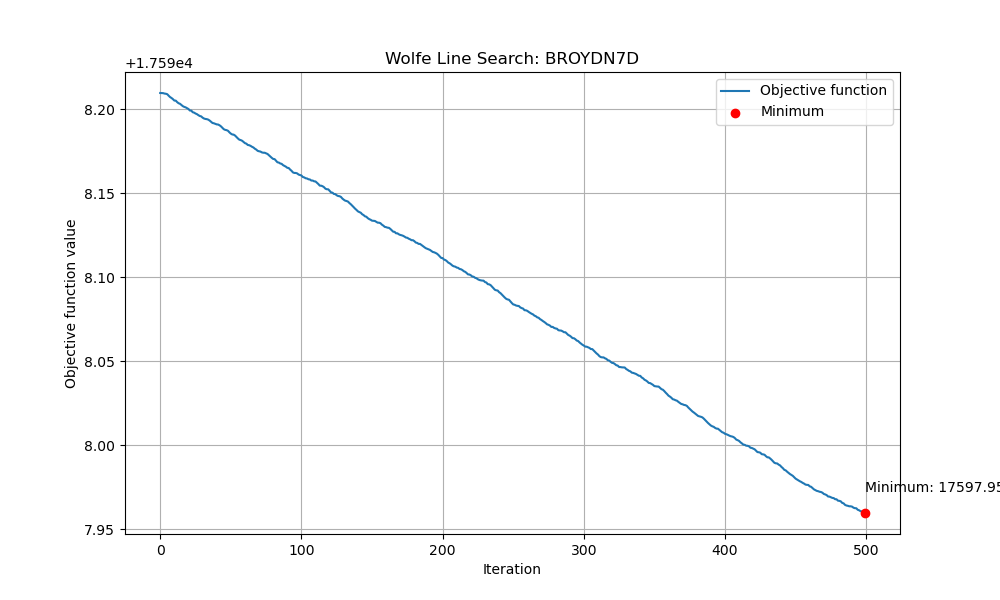 Wolfe Line Search: BROYDN7D
+1.759e4
Objective function
Minimum
8.20
8.15
8.10
8.05
8.00
7.95
Objective function value
Minimum: 17597.95
0
100
200
300
400
500
Iteration